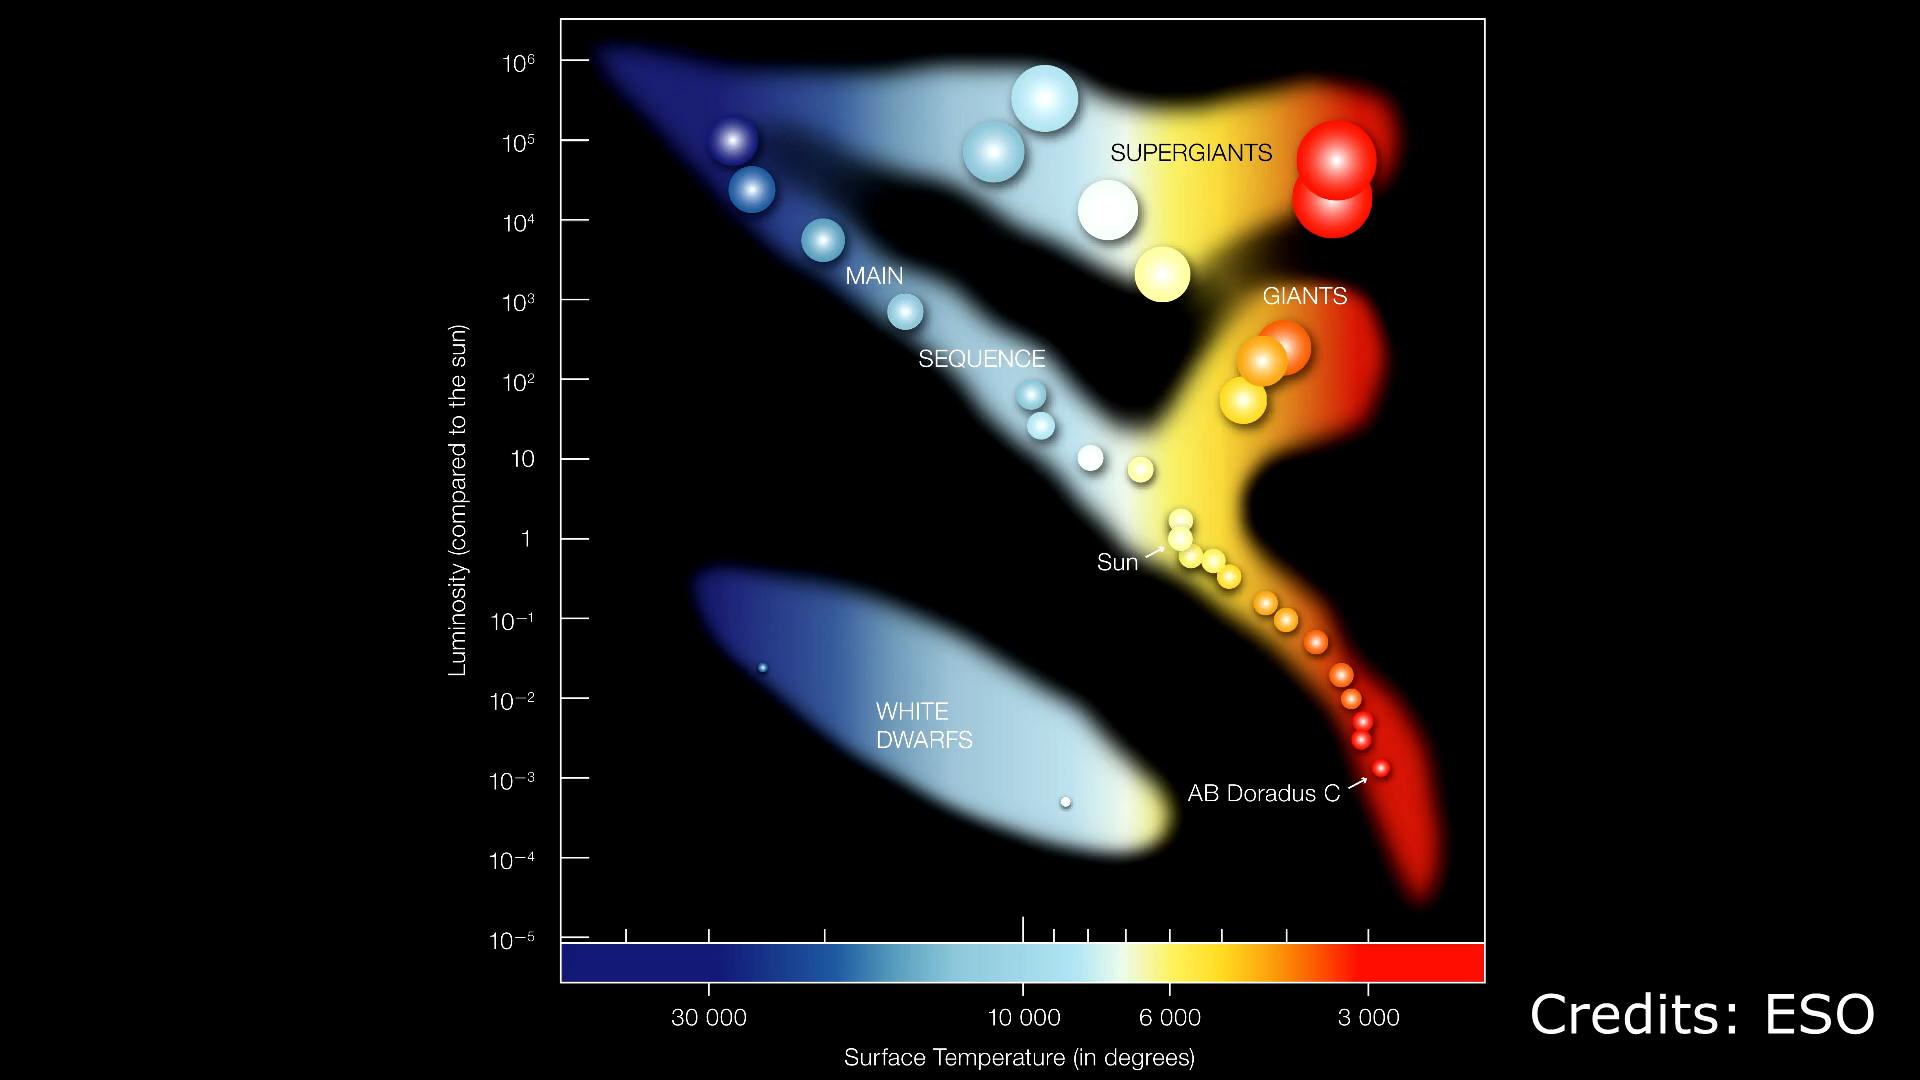 10⁶
10⁵
10⁴
10³
10²
10
1
10⁻¹
10⁻²
10⁻³
10⁻⁴
10⁻⁵
Luminosity (compared to the sun)
SUPERGIANTS
MAIN
GIANTS
SEQUENCE
Sun
WHITE
DWARFS
AB Doradus C
30 000 10 000 6 000 3 000
Surface Temperature (in degrees)
Credits: ESO